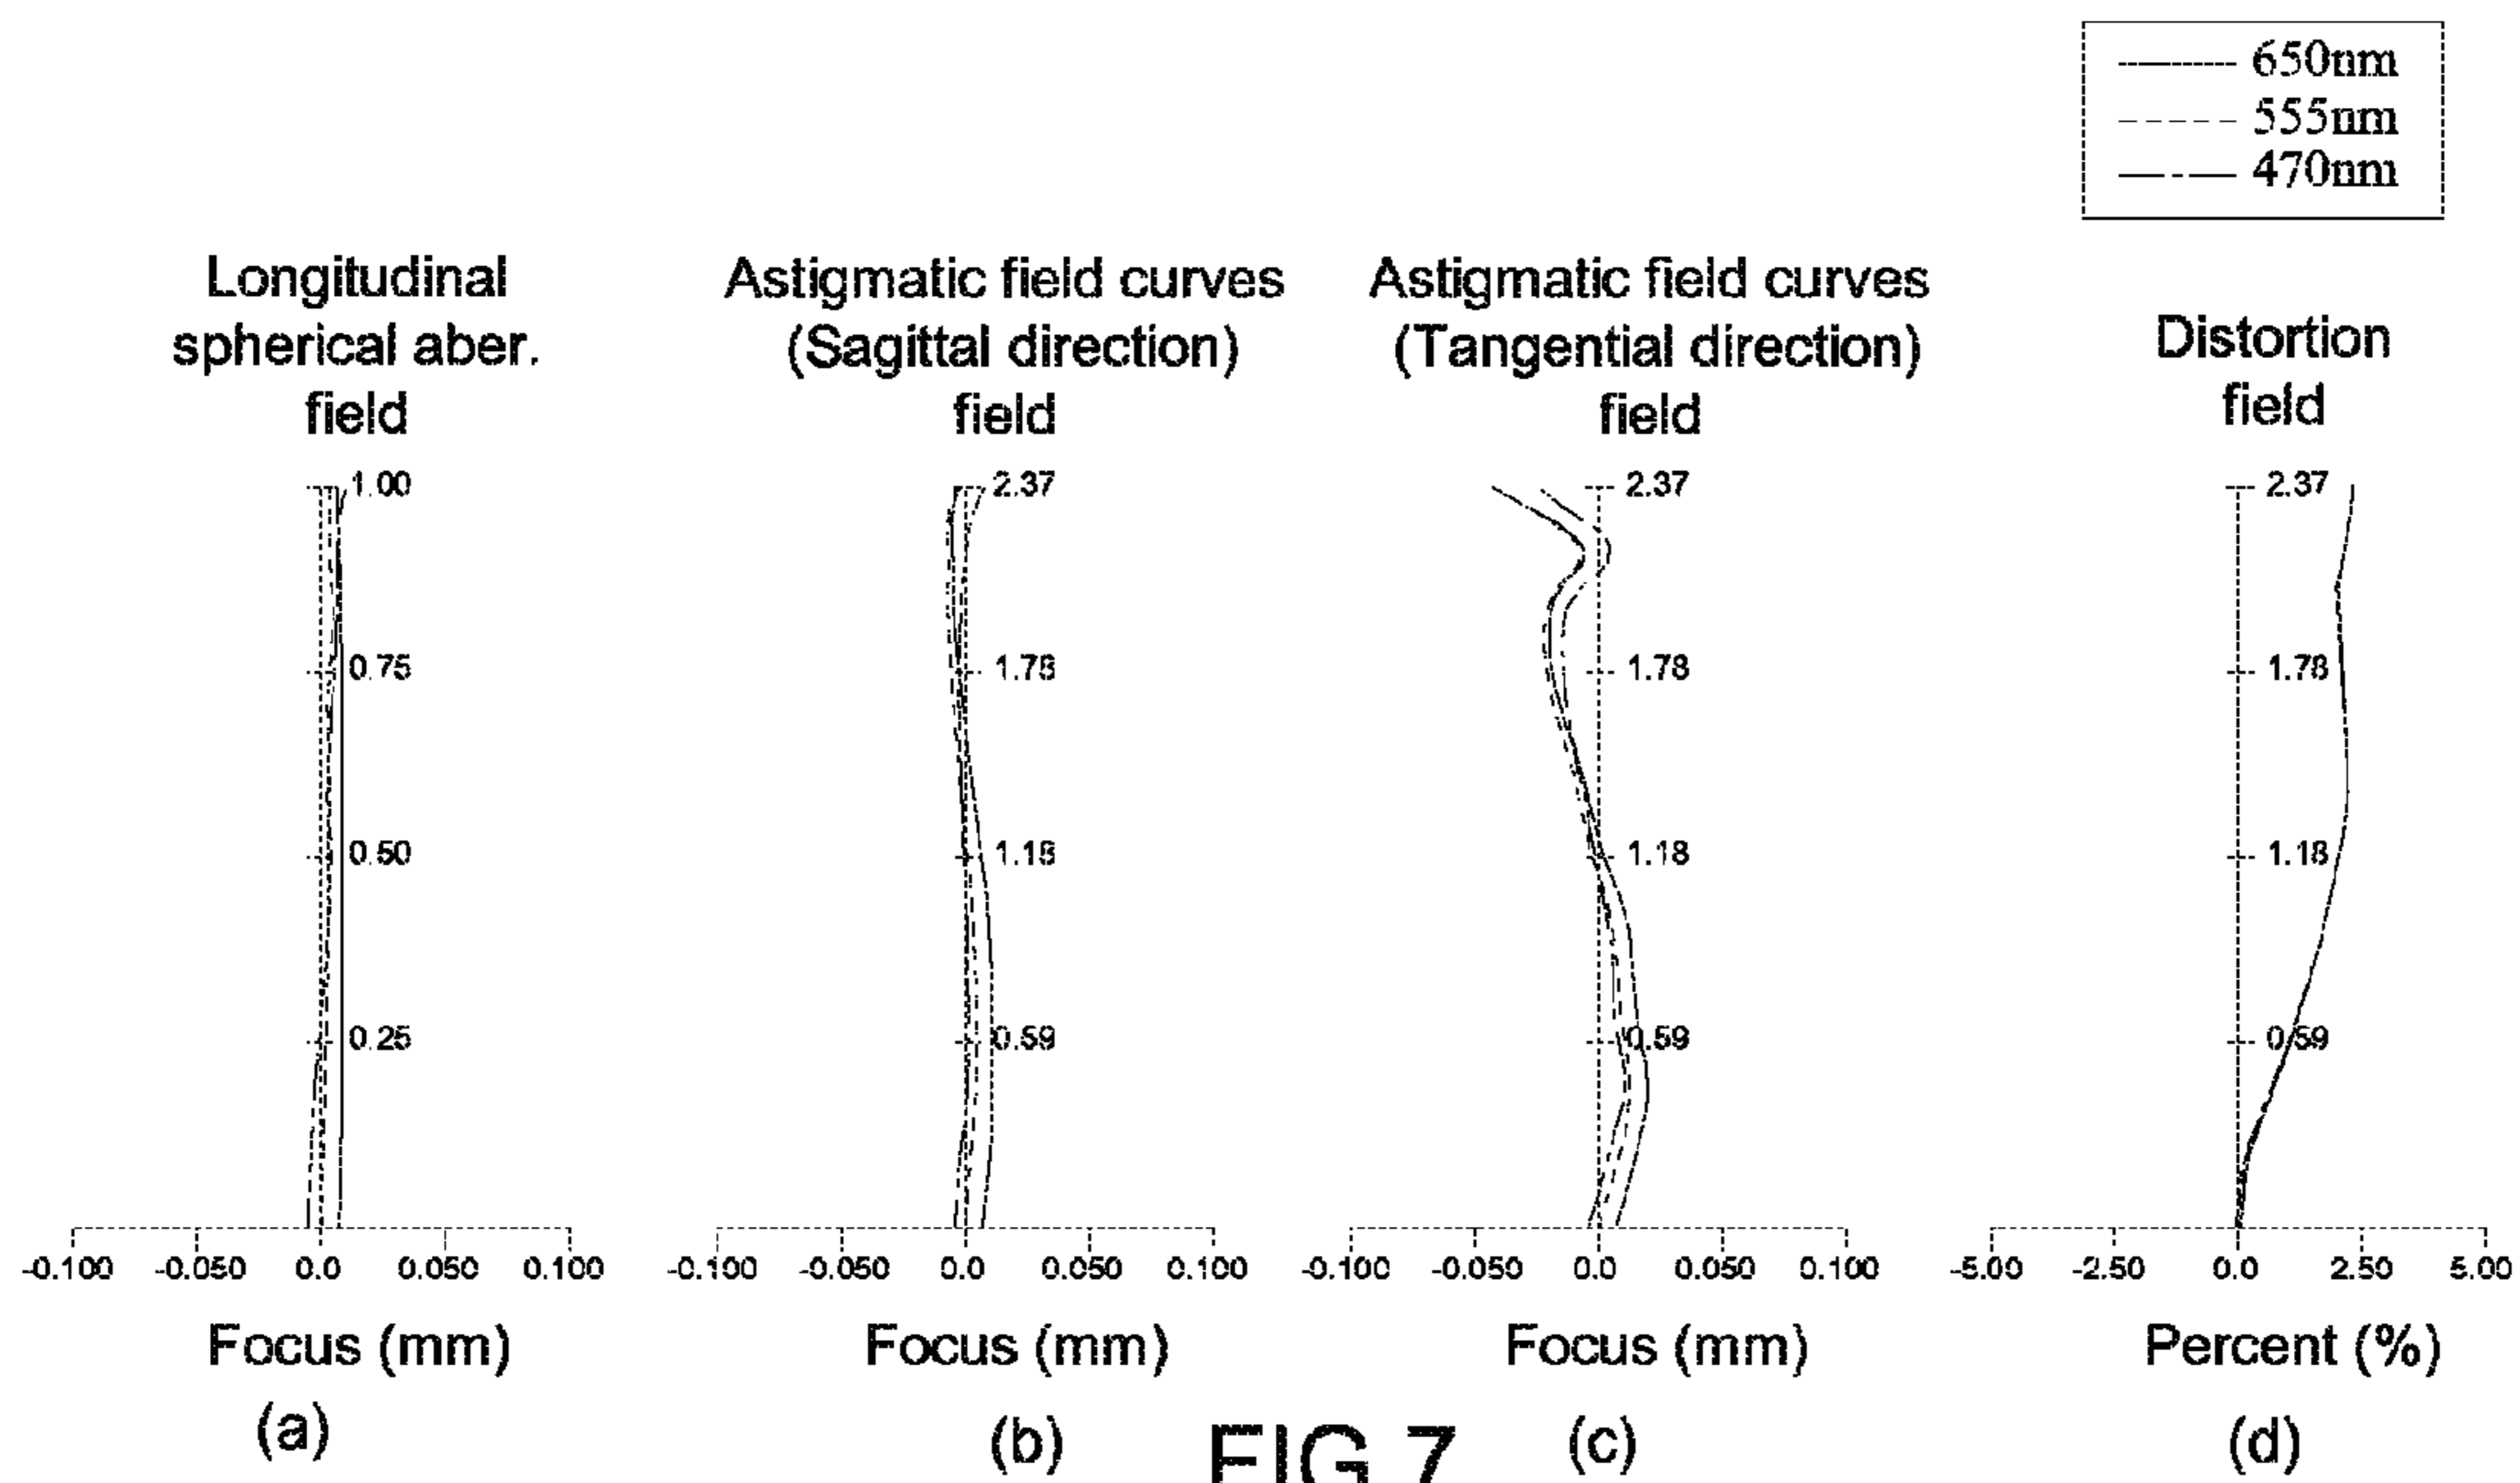 650nm
555nm
470nm
Longitudinal
spherical aber.
field
1.00
0.75
0.50
0.25
-0.100 -0.050 0.0 0.050 0.100
Focus (mm)
(a)
Astigmatic field curves
(Sagittal direction)
field
2.37
1.78
1.18
0.59
-0.100 -0.050 0.0 0.050 0.100
Focus (mm)
(b)
Astigmatic field curves
(Tangential direction)
field
2.37
1.78
1.18
0.59
-0.100 -0.050 0.0 0.050 0.100
Focus (mm)
(c)
Distortion
field
2.37
1.78
1.18
0.59
-5.00 -2.50 0.0 2.50 5.00
Percent (%)
(d)
FIG.7